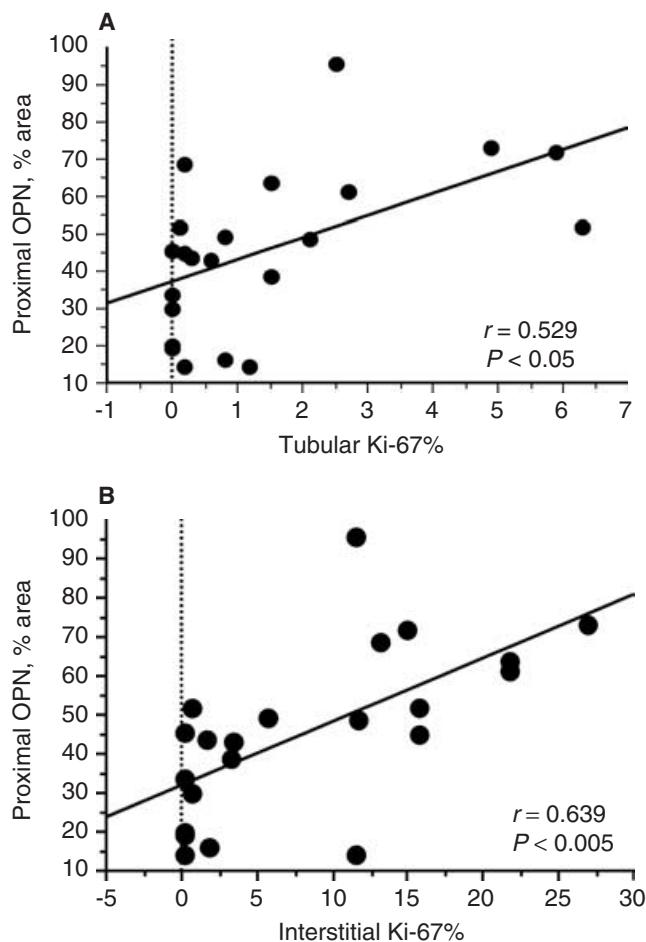 A
100
90
80
70
60
50
40
30
20
10
Proximal OPN, % area
r = 0.529
P < 0.05
-1 0 1 2 3 4 5 6 7
Tubular Ki-67%
B
100
90
80
70
60
50
40
30
20
10
Proximal OPN, % area
r = 0.639
P < 0.005
-5 0 5 10 15 20 25 30
Interstitial Ki-67%